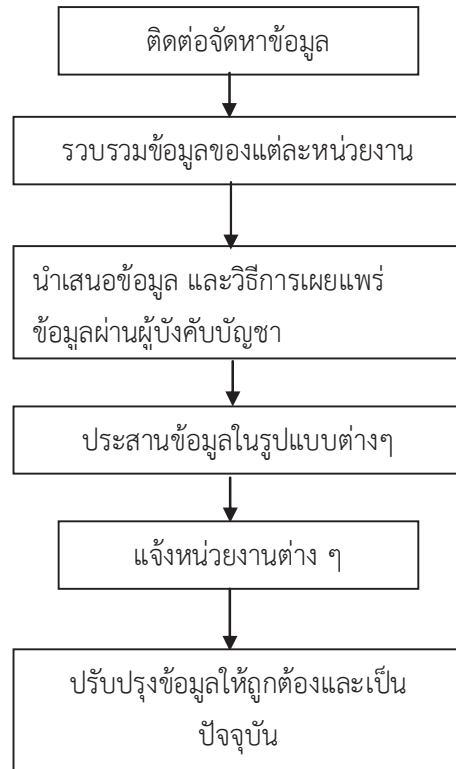 ติดต่อจัดหาข้อมูล
รวบรวมข้อมูลของแต่ละหน่วยงาน
นำเสนอข้อมูล และวิธีการเผยแพร่
ข้อมูลผ่านผู้บังคับบัญชา
ประสานข้อมูลในรูปแบบต่างๆ
แจ้งหน่วยงานต่าง ๆ
ปรับปรุงข้อมูลให้ถูกต้องและเป็น
ปัจจุบัน